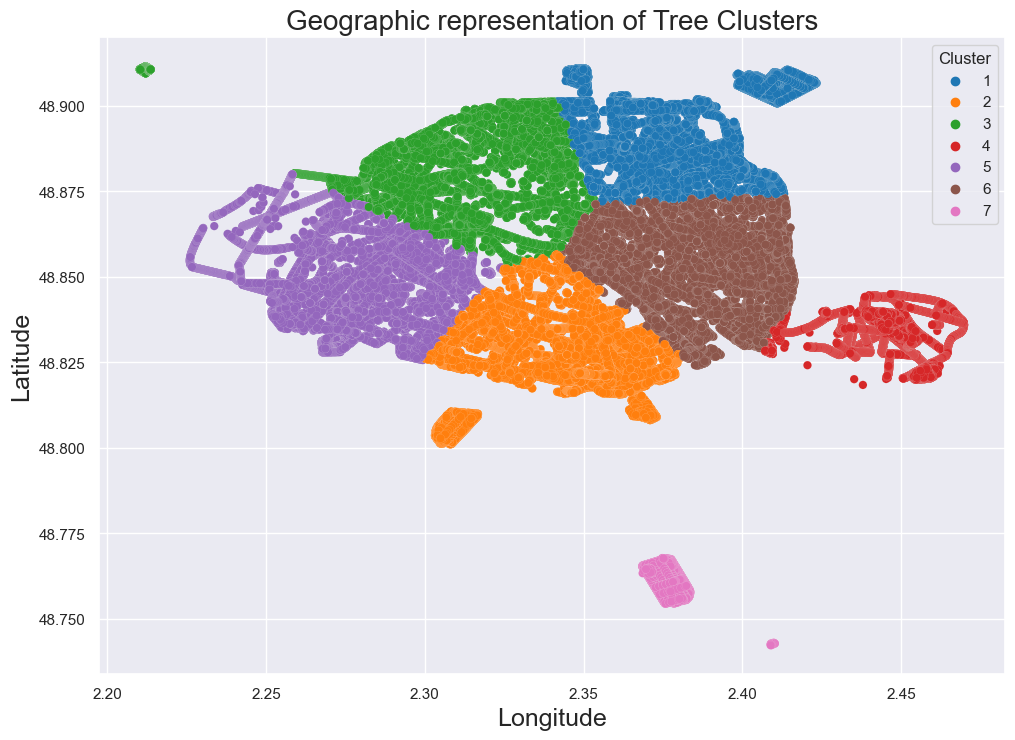 Geographic representation of Tree Clusters
Cluster
1
2
3
4
5
6
7
48.900
48.875
48.850
48.825
48.800
48.775
48.750
Latitude
2.20 2.25 2.30 2.35 2.40 2.45
Longitude